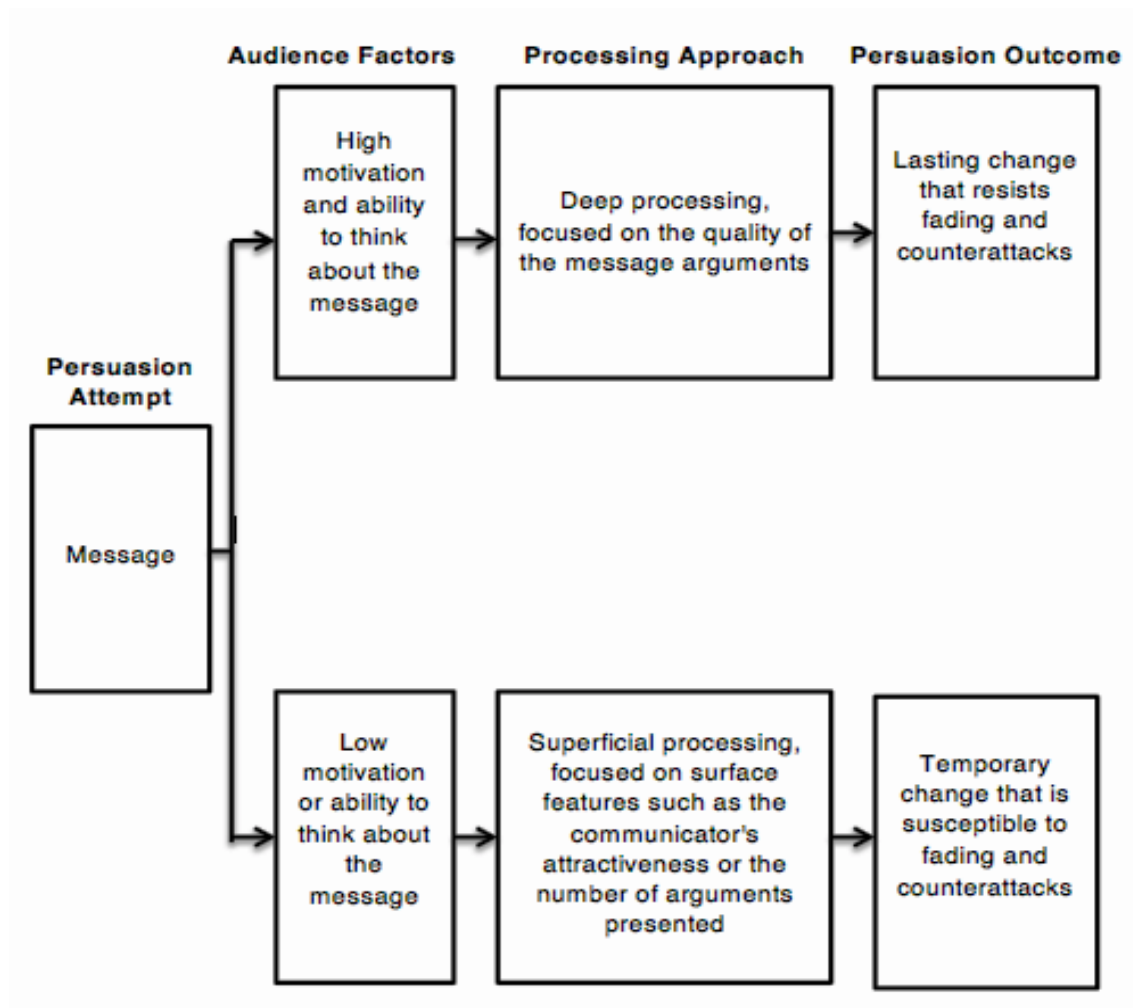 Audience Factors
Processing Approach
Persuasion Outcome
High
motivation
and ability
to think
about the
message
Deep processing,
focused on the quality of
the message arguments
Lasting change
that resists
fading and
counterattacks
Persuasion
Attempt
Message
Low
motivation
or ability to
think about
the
message
Superficial processing,
focused on surface
features such as the
communicator's
attractiveness or the
number of arguments
presented
Temporary
change that is
susceptible to
fading and
counterattacks